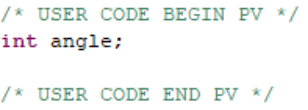 /* USER CODE BEGIN PV */
int angle;
/* USER CODE END PV */